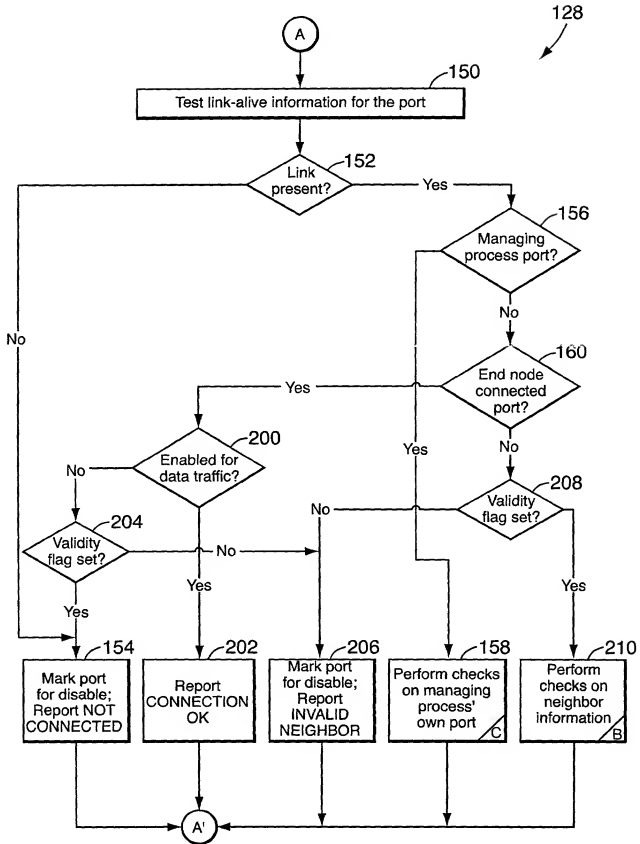 128
A
150
Test link-alive information for the port
152
Link
present?
Yes
156
Managing
process port?
No
No
160
End node
connected
port?
Yes
200
Enabled for
data traffic?
Yes
No
208
Validity
flag set?
No
No
204
Validity
flag set?
No
Yes
Yes
Yes
154
Mark port
for disable;
Report NOT
CONNECTED
202
Report
CONNECTION
OK
206
Mark port
for disable;
Report
INVALID
NEIGHBOR
158
Perform checks
on managing
process'
own port
C
210
Perform
checks on
neighbor
information
B
A'